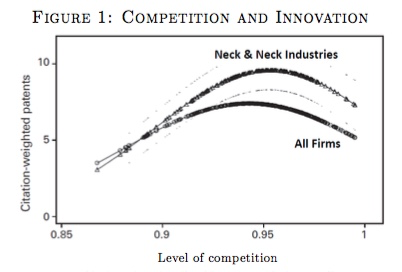 FIGURE 1: COMPETITION AND INNOVATION
Neck & Neck Industries
All Firms
Citation-weighted patents
10
5
0
0.85
0.9
0.95
1
Level of competition